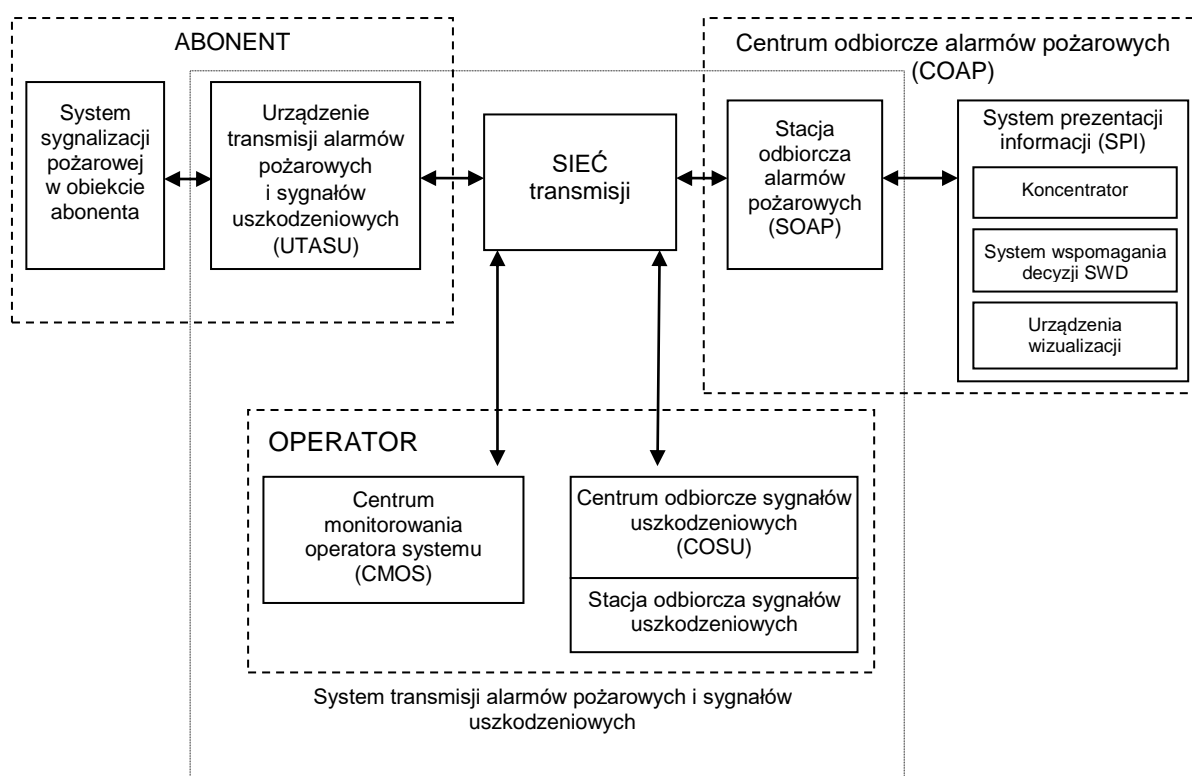 ABONENT
System
sygnalizacji
pożarowej
w obiekcie
abonenta
Urządzenie
transmisji alarmów
pożarowych
i sygnałów
uszkodzeniowych
(UTASU)
SIEĆ
transmisji
Centrum odbiorcze alarmów pożarowych
(COAP)
Stacja
odbiorcza
alarmów
pożarowych
(SOAP)
System prezentacji
informacji (SPI)
Koncentrator
System wspomagania
decyzji SWD
Urządzenia
wizualizacji
OPERATOR
Centrum
monitorowania
operatora systemu
(CMOS)
Centrum odbiorcze sygnałów
uszkodzeniowych
(COSU)
Stacja odbiorcza sygnałów
uszkodzeniowych
System transmisji alarmów pożarowych i sygnałów
uszkodzeniowych